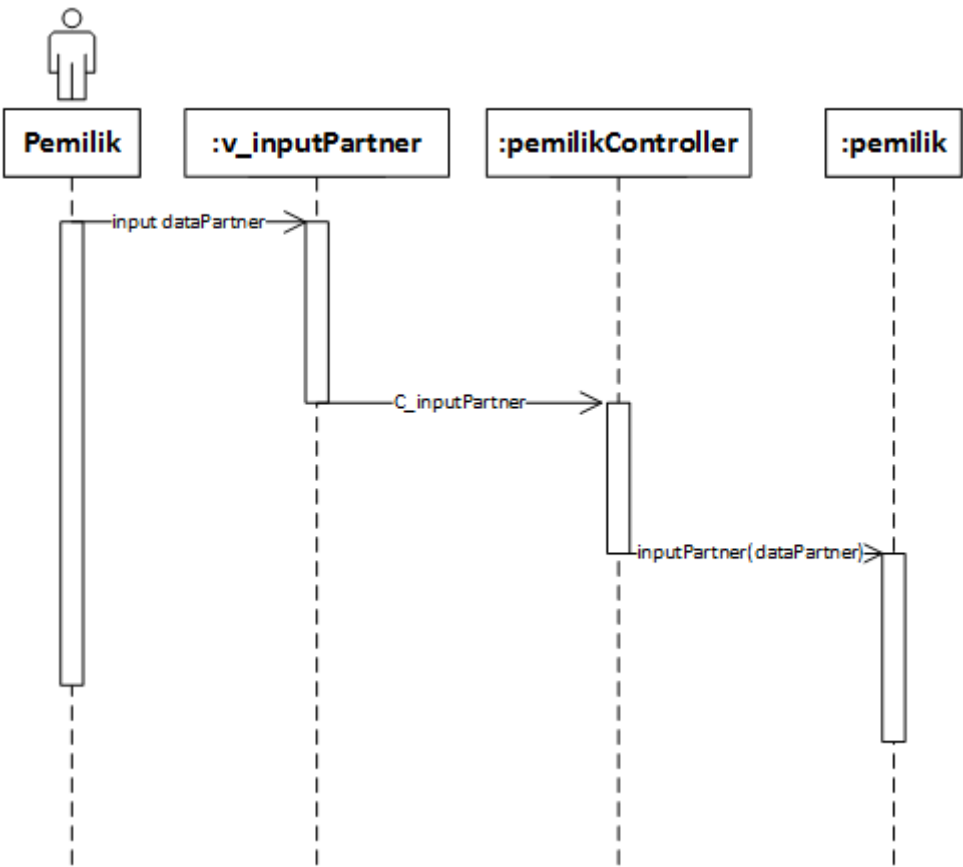 Pemilik
:v_inputPartner
:pemilikController
:pemilik
input dataPartner
C_inputPartner
inputPartner(dataPartner)